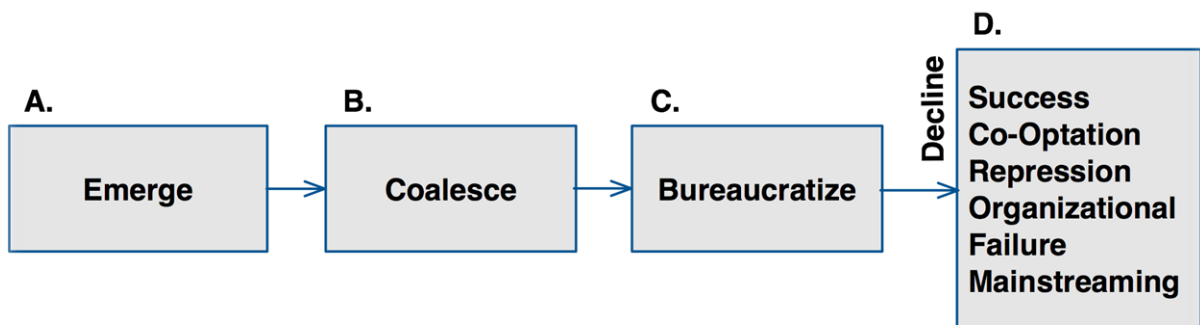 A.
Emerge
B.
Coalesce
C.
Bureaucratize
Decline
D.
Success
Co-Optation
Repression
Organizational
Failure
Mainstreaming